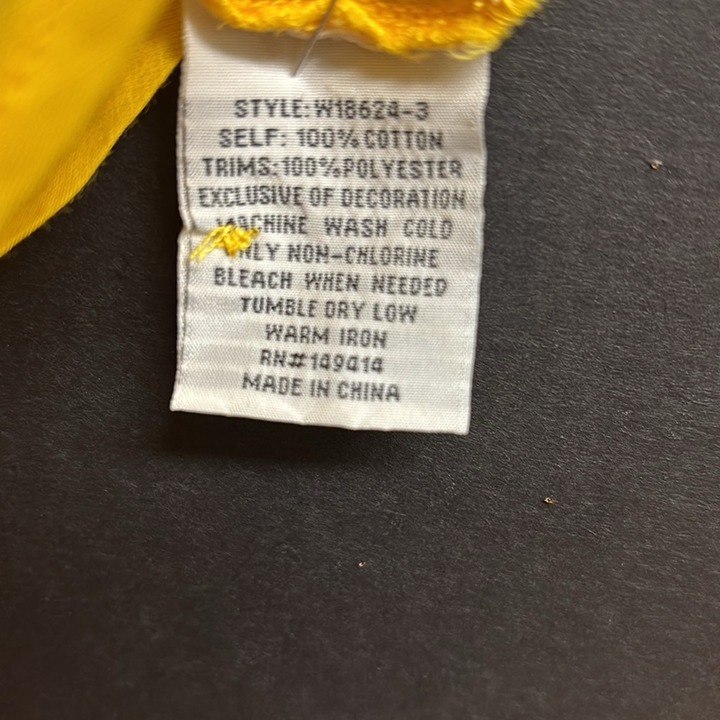 STYLE: W18624-3
SELF: 100% COTTON
TRIMS: 100% POLYESTER
EXCLUSIVE OF DECORATION
MACHINE WASH COLD
ONLY NON-CHLORINE
BLEACH WHEN NEEDED
TUMBLE DRY LOW
WARM IRON
RN#149414
MADE IN CHINA